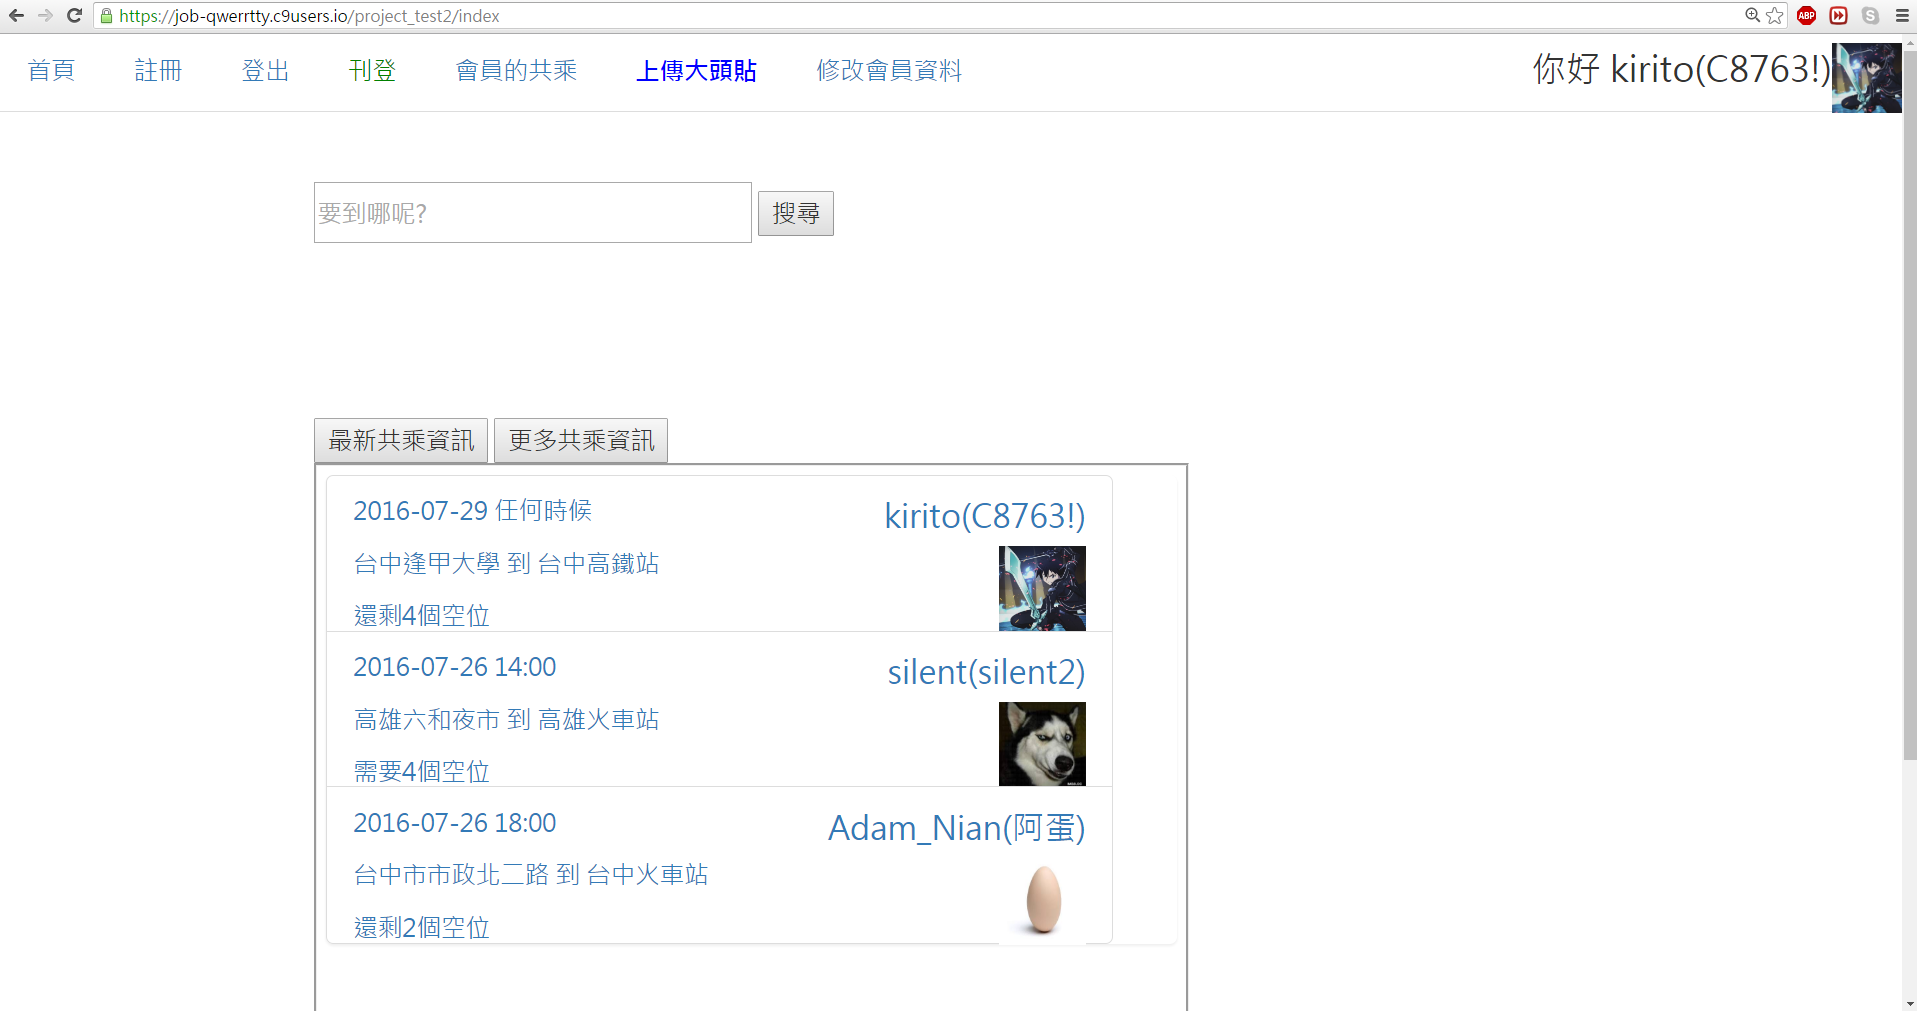 https://job-qwerrtty.c9users.io/project_test2/index
ABP
首頁 註冊 登出 刊登 會員的共乘 上傳大頭貼 修改會員資料 你好 kirito(C8763!)
要到哪呢? 搜尋
最新共乘資訊 更多共乘資訊
2016-07-29 任何時候 kirito(C8763!)
台中逢甲大學 到 台中高鐵站
還剩4個空位
2016-07-26 14:00 silent(silent2)
高雄六和夜市 到 高雄火車站
需要4個空位
2016-07-26 18:00 Adam_Nian(阿蛋)
台中市市政北二路 到 台中火車站
還剩2個空位